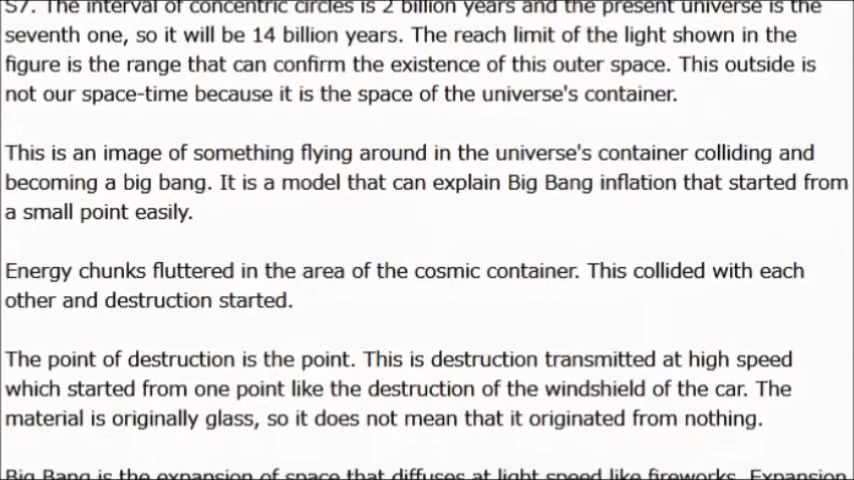 S7. The interval of concentric circles is 2 billion years and the present universe is the
seventh one, so it will be 14 billion years. The reach limit of the light shown in the
figure is the range that can confirm the existence of this outer space. This outside is
not our space-time because it is the space of the universe's container.
This is an image of something flying around in the universe's container colliding and
becoming a big bang. It is a model that can explain Big Bang inflation that started from
a small point easily.
Energy chunks fluttered in the area of the cosmic container. This collided with each
other and destruction started.
The point of destruction is the point. This is destruction transmitted at high speed
which started from one point like the destruction of the windshield of the car. The
material is originally glass, so it does not mean that it originated from nothing.
Big Bang is the expansion of space that diffuses at light speed like fireworks. Expansion